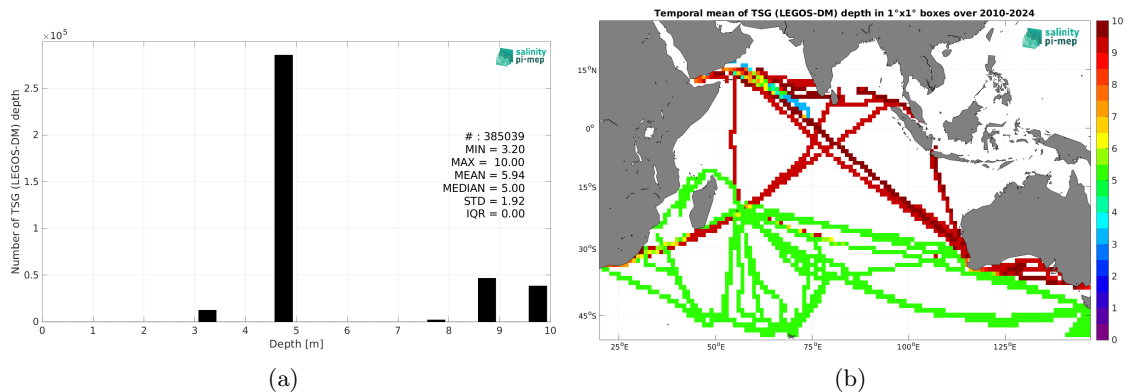 ×10⁵
salinity
pi-mep
Number of TSG (LEGOS-DM) depth
2.5
2
1.5
1
0.5
0
# : 385039
MIN = 3.20
MAX = 10.00
MEAN = 5.94
MEDIAN = 5.00
STD = 1.92
IQR = 0.00
0 1 2 3 4 5 6 7 8 9 10
Depth [m]
(a)
Temporal mean of TSG (LEGOS-DM) depth in 1°x1° boxes over 2010-2024
salinity
pi-mep
15°N
0°
15°S
30°S
45°S
25°E 50°E 75°E 100°E 125°E
10
9
8
7
6
5
4
3
2
1
0
(b)